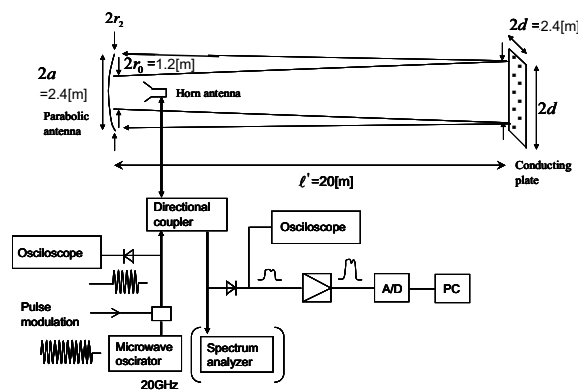 2r₂
2d=2.4[m]
2r₀=1.2[m]
2a
=2.4[m]
Parabolic
antenna
Horn antenna
2d
ℓ'=20[m]
Conducting
plate
Directional
coupler
Osciloscope
Osciloscope
Pulse
modulation
A/D
PC
Microwave
oscirator
Spectrum
analyzer
20GHz